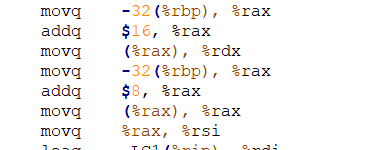 movq -32(%rbp), %rax
addq $16, %rax
movq (%rax), %rdx
movq -32(%rbp), %rax
addq $8, %rax
movq (%rax), %rax
movq %rax, %rsi